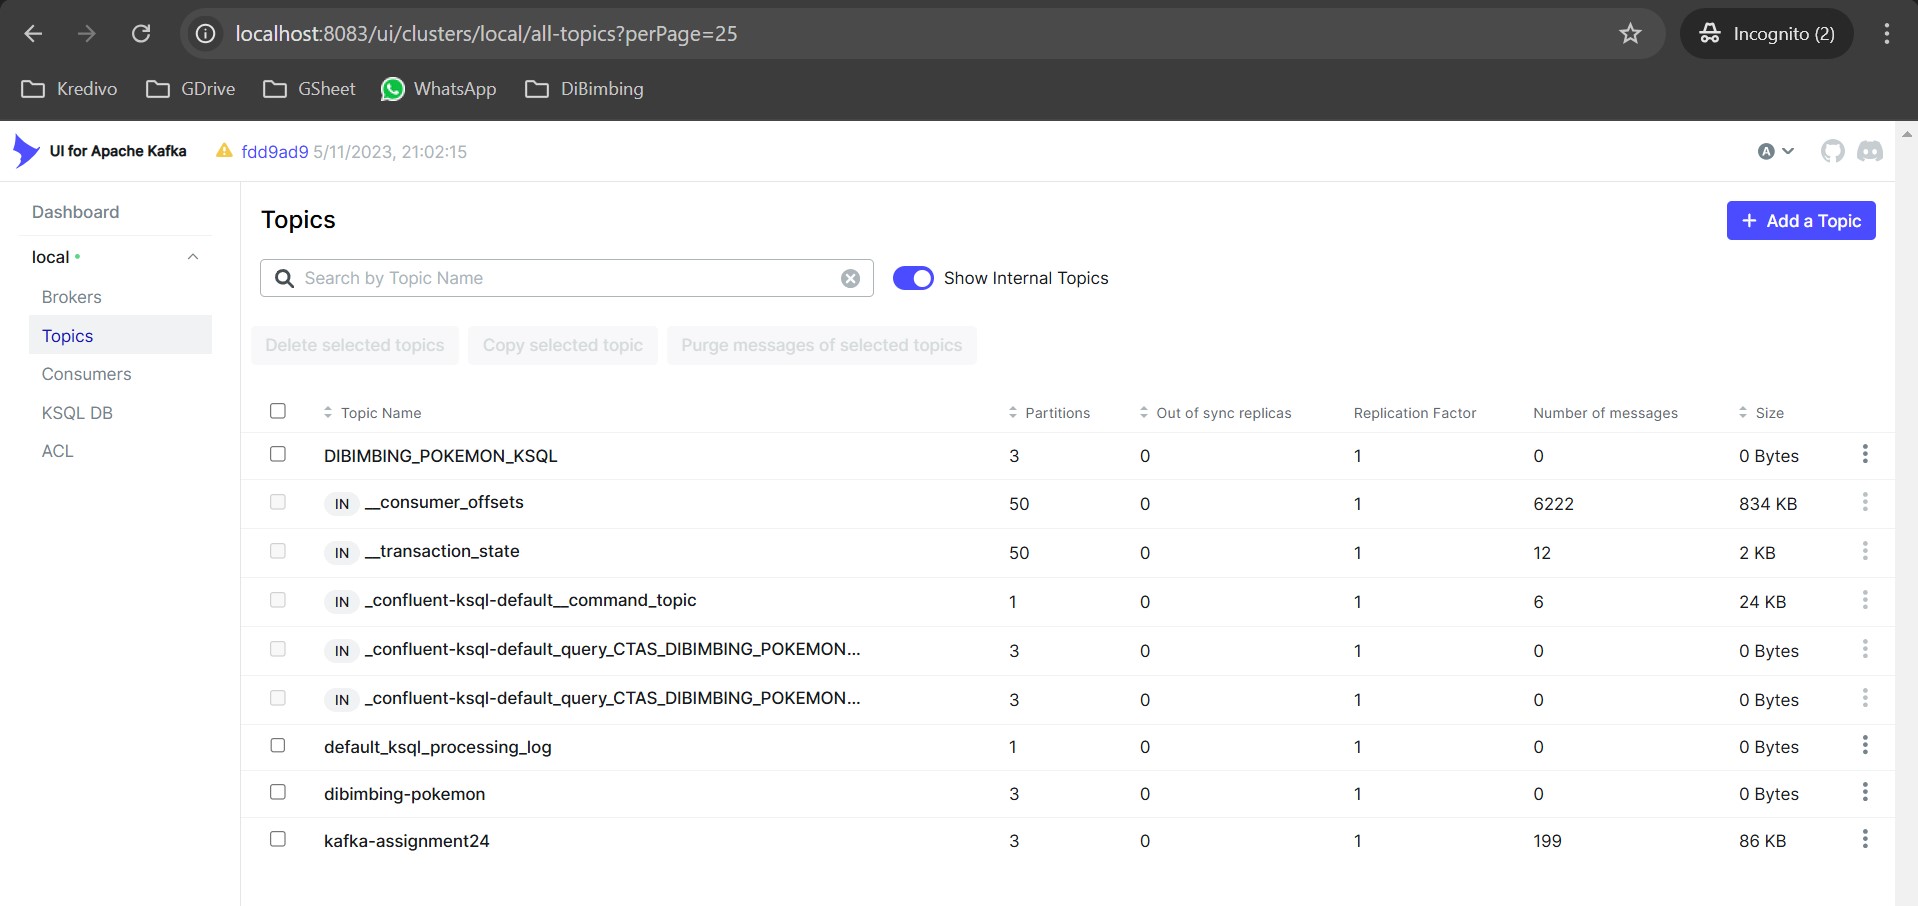 localhost:8083/ui/clusters/local/all-topics?perPage=25
Incognito (2)
Kredivo GDrive GSheet WhatsApp DiBimbing
UI for Apache Kafka fdd9ad9 5/11/2023, 21:02:15
A
Dashboard
local
Brokers
Topics
Consumers
KSQL DB
ACL
Topics
+ Add a Topic
Search by Topic Name
Show Internal Topics
Delete selected topics Copy selected topic Purge messages of selected topics
Topic Name Partitions Out of sync replicas Replication Factor Number of messages Size
DIBIMBING_POKEMON_KSQL 3 0 1 0 0 Bytes
IN __consumer_offsets 50 0 1 6222 834 KB
IN __transaction_state 50 0 1 12 2 KB
IN _confluent-ksql-default__command_topic 1 0 1 6 24 KB
IN _confluent-ksql-default_query_CTAS_DIBIMBING_POKEMON... 3 0 1 0 0 Bytes
IN _confluent-ksql-default_query_CTAS_DIBIMBING_POKEMON... 3 0 1 0 0 Bytes
default_ksql_processing_log 1 0 1 0 0 Bytes
dibimbing-pokemon 3 0 1 0 0 Bytes
kafka-assignment24 3 0 1 199 86 KB